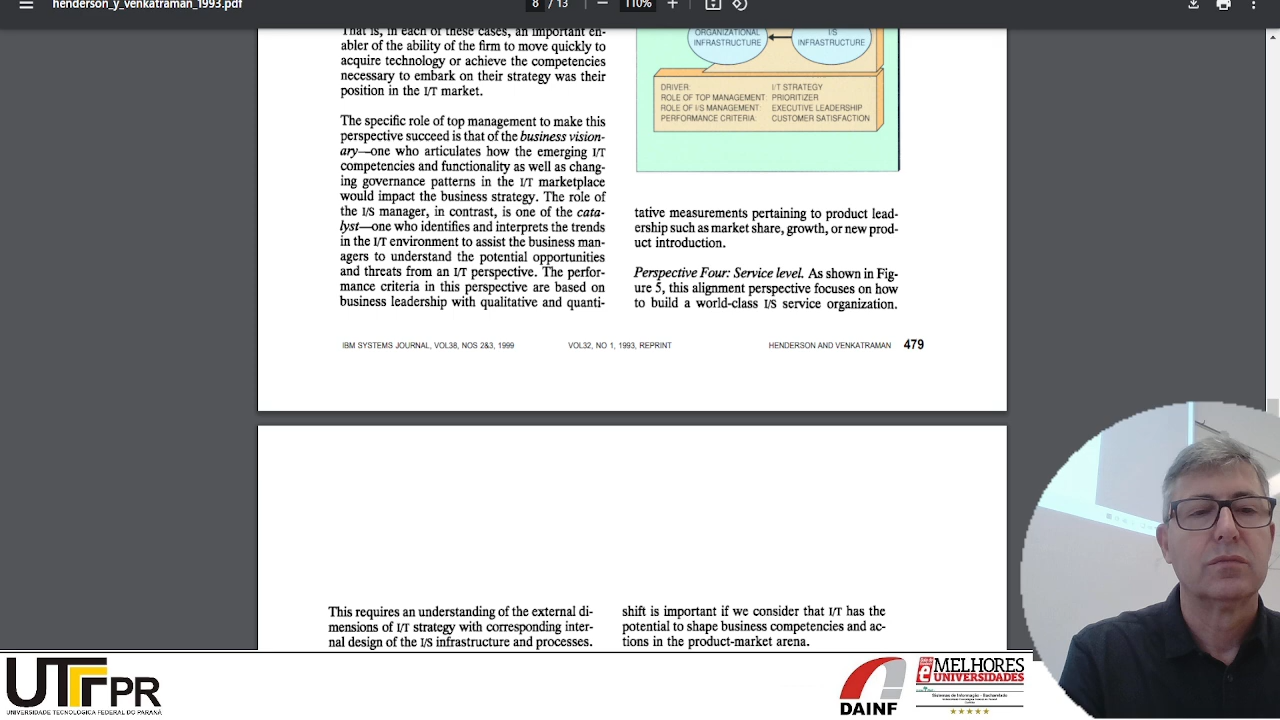 henderson_y_venkatraman_1993.pdf
8 / 13
110%
That is, in each of these cases, an important en-
abler of the ability of the firm to move quickly to
acquire technology or achieve the competencies
necessary to embark on their strategy was their
position in the I/T market.
The specific role of top management to make this
perspective succeed is that of the business vision-
ary—one who articulates how the emerging I/T
competencies and functionality as well as chang-
ing governance patterns in the I/T marketplace
would impact the business strategy. The role of
the I/S manager, in contrast, is one of the cata-
lyst—one who identifies and interprets the trends
in the I/T environment to assist the business man-
agers to understand the potential opportunities
and threats from an I/T perspective. The perfor-
mance criteria in this perspective are based on
business leadership with qualitative and quanti-
ORGANIZATIONAL
INFRASTRUCTURE
I/S
INFRASTRUCTURE
DRIVER: I/T STRATEGY
ROLE OF TOP MANAGEMENT PRIORITIZER
ROLE OF I/S MANAGEMENT: EXECUTIVE LEADERSHIP
PERFORMANCE CRITERIA: CUSTOMER SATISFACTION
tative measurements pertaining to product lead-
ership such as market share, growth, or new prod-
uct introduction.
Perspective Four: Service level. As shown in Fig-
ure 5, this alignment perspective focuses on how
to build a world-class I/S service organization.
IBM SYSTEMS JOURNAL, VOL38, NOS 2&3, 1999
VOL32, NO 1, 1993, REPRINT
HENDERSON AND VENKATRAMAN 479
This requires an understanding of the external di-
mensions of I/T strategy with corresponding inter-
nal design of the I/S infrastructure and processes.
shift is important if we consider that I/T has the
potential to shape business competencies and ac-
tions in the product-market arena.
UTFPR
UNIVERSIDADE TECNOLÓGICA FEDERAL DO PARANÁ
DAINF
MELHORES
UNIVERSIDADES
Sistemas de Informação - Bacharelado